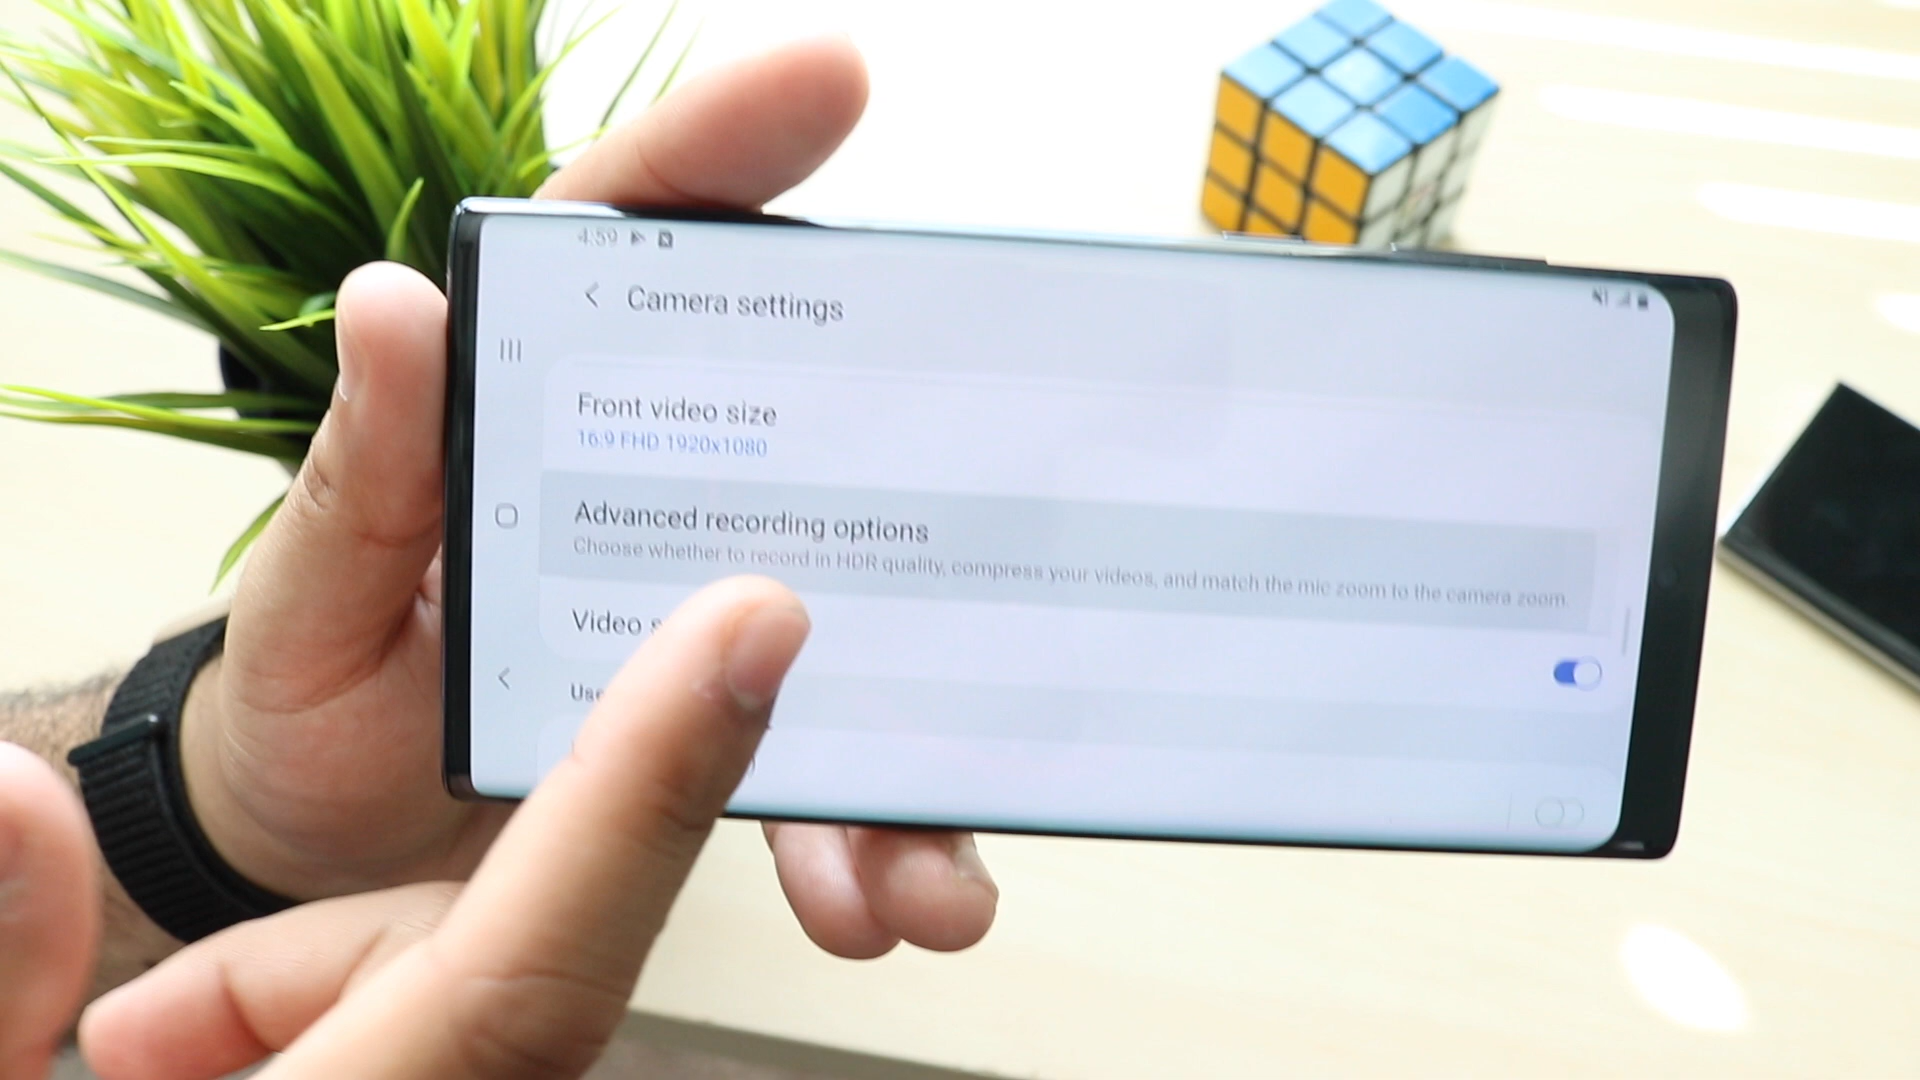 4:59
Camera settings
Front video size
16:9 FHD 1920x1080
Advanced recording options
Choose whether to record in HDR quality, compress your videos, and match the mic zoom to the camera zoom.
Video